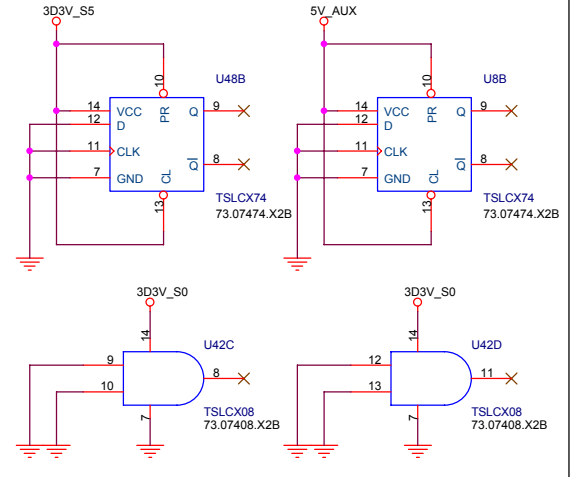 3D3V_S5
5V_AUX
10
U48B
14 VCC PR Q 9
12 D
11 CLK
Q 8
7 GND CL
13
TSLCX74
73.07474.X2B
10
U8B
14 VCC PR Q 9
12 D
11 CLK
Q 8
7 GND CL
13
TSLCX74
73.07474.X2B
3D3V_S0
14
U42C
9
10
8
7
TSLCX08
73.07408.X2B
3D3V_S0
14
U42D
12
13
11
7
TSLCX08
73.07408.X2B